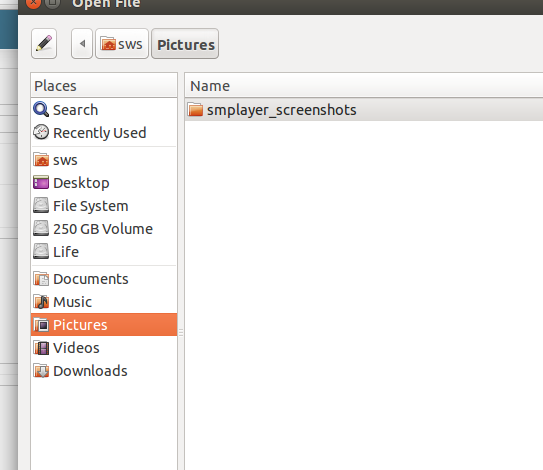 Open File
sws
Pictures
Places
Name
Search
smplayer_screenshots
Recently Used
sws
Desktop
File System
250 GB Volume
Life
Documents
Music
Pictures
Videos
Downloads